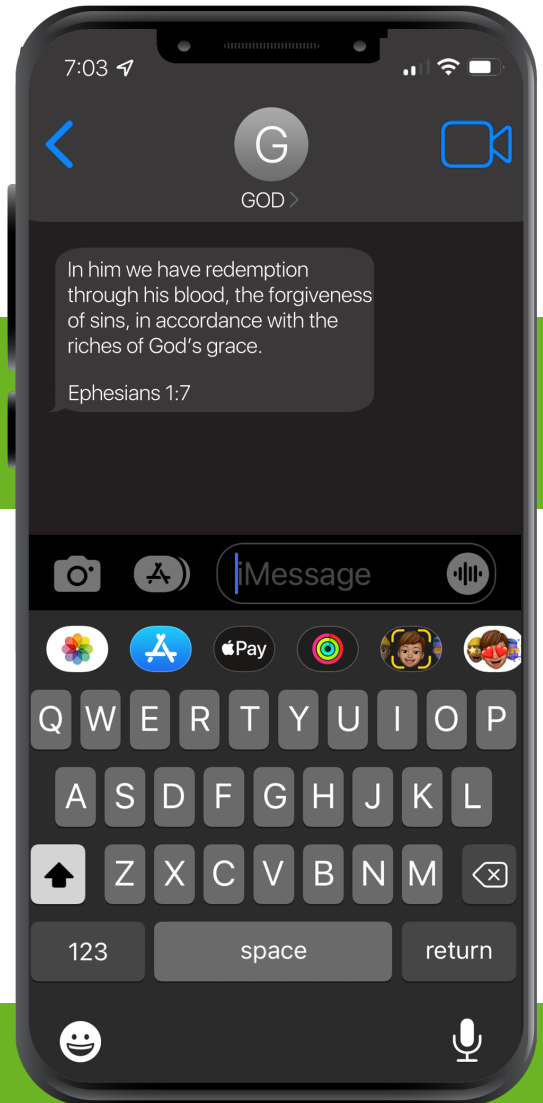 7:03
G
GOD
In him we have redemption
through his blood, the forgiveness
of sins, in accordance with the
riches of God's grace.
Ephesians 1:7
iMessage
Pay
Q W E R T Y U I O P
A S D F G H J K L
Z X C V B N M
123 space return